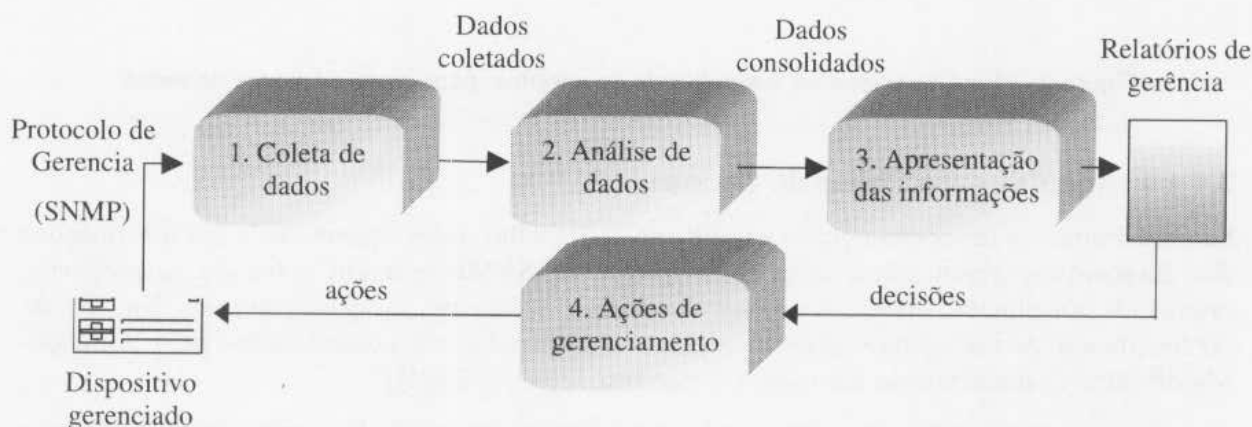 Dados
coletados
Dados
consolidados
Relatórios de
gerência
Protocolo de
Gerencia
(SNMP)
1. Coleta de
dados
2. Análise de
dados
3. Apresentação
das informações
ações
4. Ações de
gerenciamento
decisões
Dispositivo
gerenciado